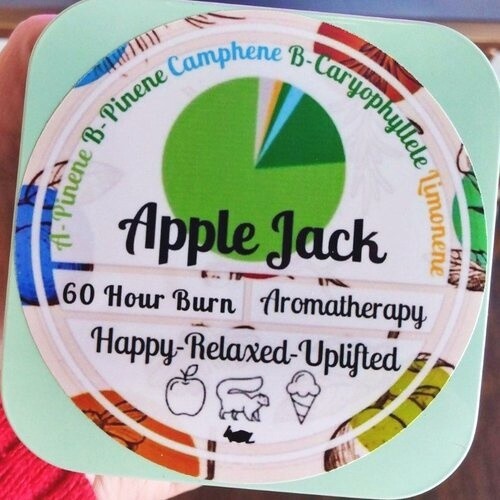 A-Pinene B-Pinene Camphene B-Caryophyllele Limonene
Apple Jack
60 Hour Burn Aromatherapy
Happy-Relaxed-Uplifted